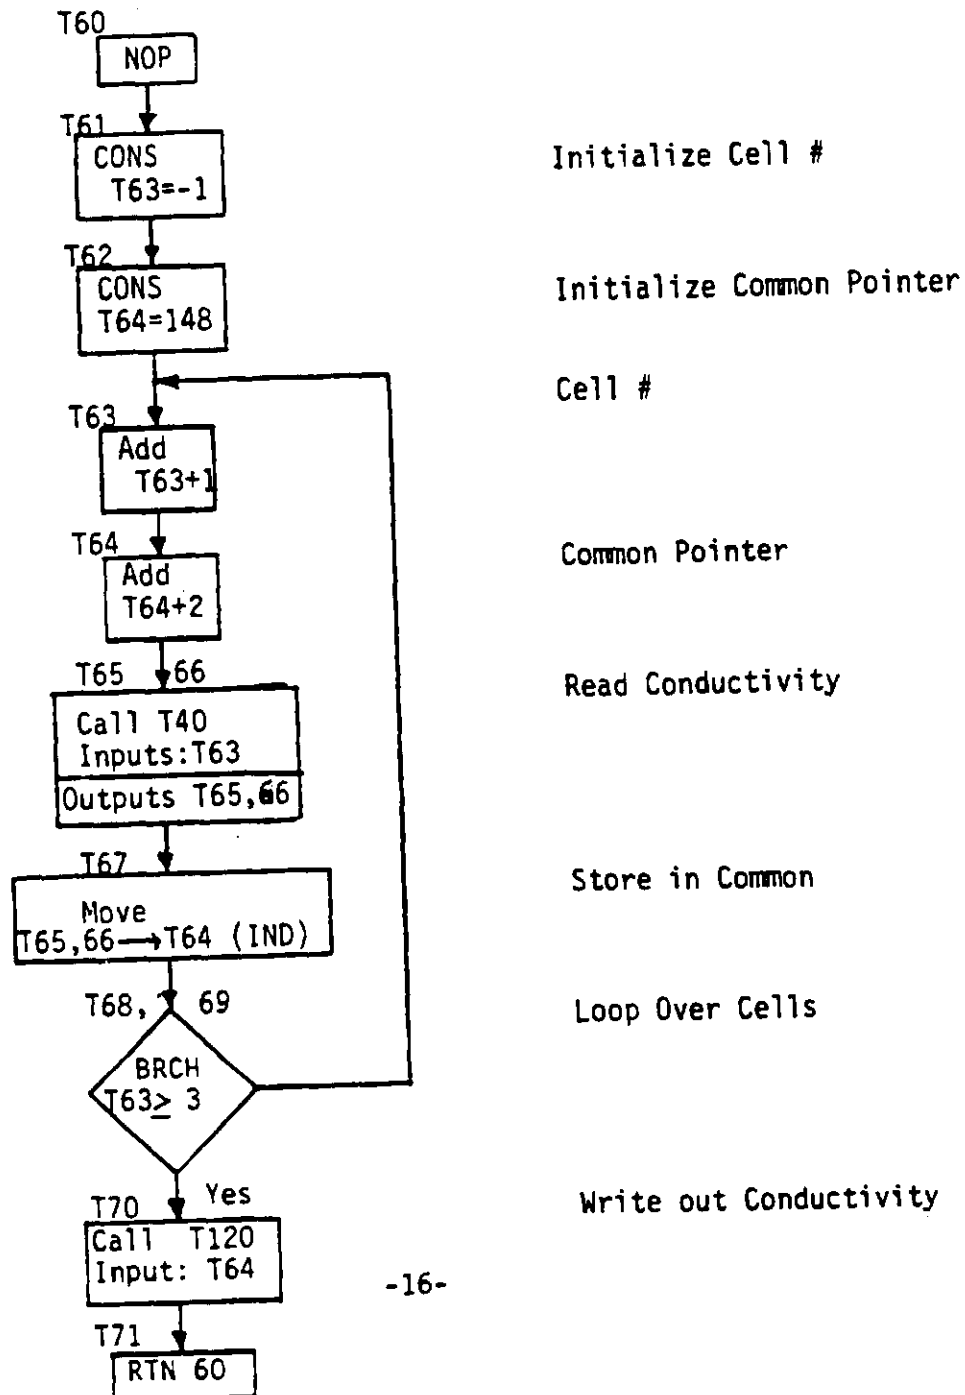 T60
NOP
T61
CONS
T63=-1
Initialize Cell #
T62
CONS
T64=148
Initialize Common Pointer
Cell #
T63
Add
T63+1
T64
Add
T64+2
Common Pointer
T65 66
Read Conductivity
Call T40
Inputs:T63
Outputs T65,66
T67
Store in Common
Move
T65,66→T64 (IND)
T68, 69
Loop Over Cells
BRCH
T63≥ 3
Yes
Write out Conductivity
T70
Call T120
Input: T64
-16-
T71
RTN 60